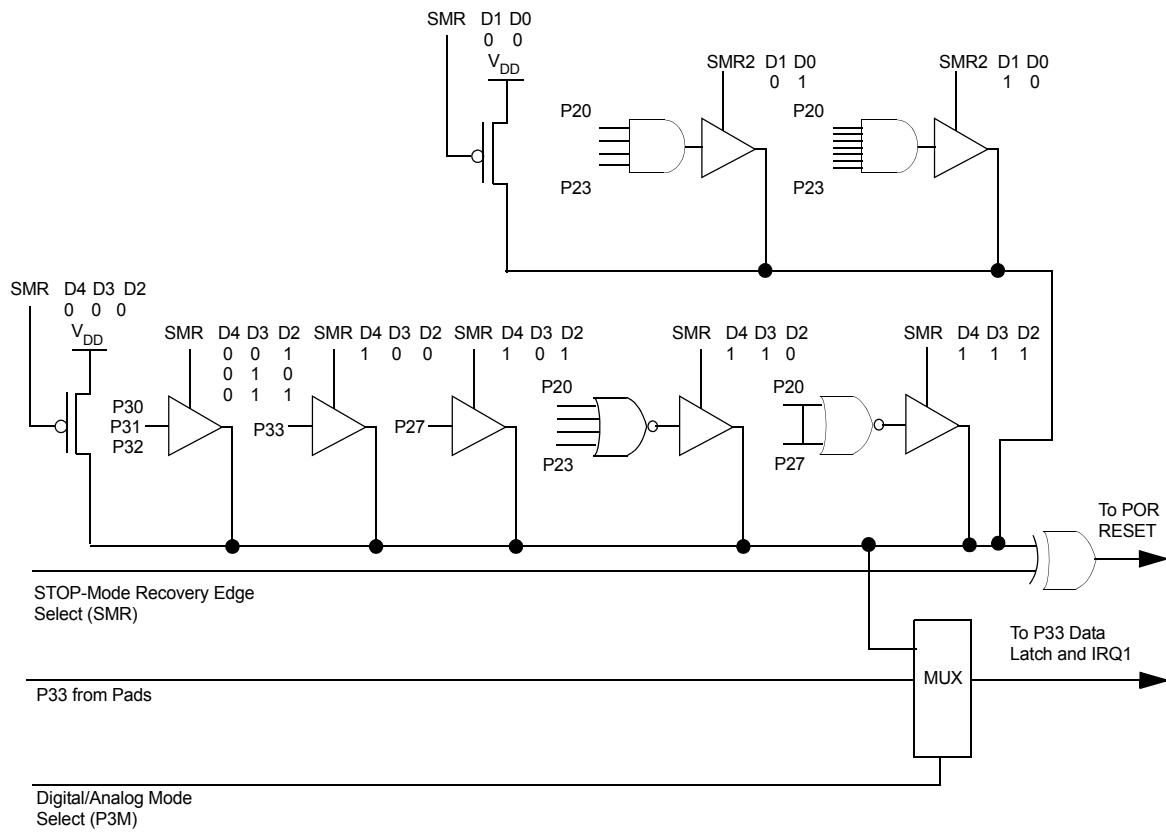 SMR D1 D0
0 0
VDD
SMR2 D1 D0
0 1
SMR2 D1 D0
1 0
P20
P23
P20
P23
SMR D4 D3 D2
0 0 0
VDD
SMR D4 D3 D2
0 0 1
0 1 0
0 1 1
SMR D4 D3 D2
1 0 0
SMR D4 D3 D2
1 0 1
SMR D4 D3 D2
1 1 0
SMR D4 D3 D2
1 1 1
P30
P31
P32
P33
P27
P20
P23
P20
P27
To POR
RESET
STOP-Mode Recovery Edge
Select (SMR)
To P33 Data
Latch and IRQ1
MUX
P33 from Pads
Digital/Analog Mode
Select (P3M)